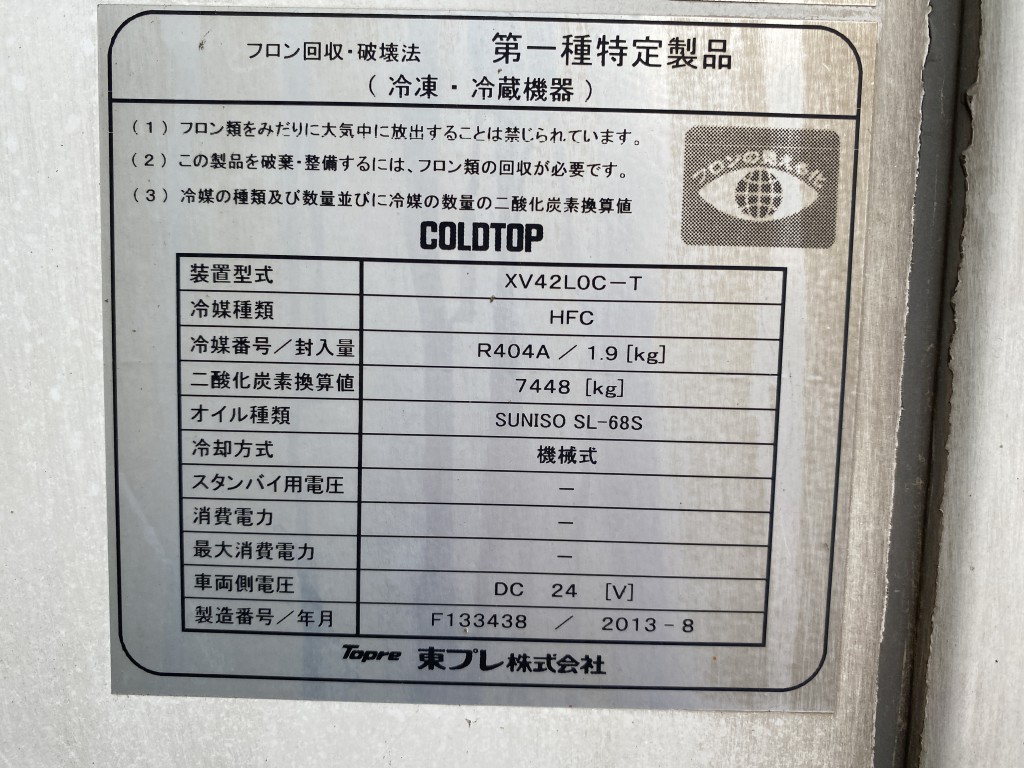 フロン回収・破壊法 第一種特定製品
(冷凍・冷蔵機器)
(1) フロン類をみだりに大気中に放出することは禁じられています。
(2) この製品を破棄・整備するには、フロン類の回収が必要です。
(3) 冷媒の種類及び数量並びに冷媒の数量の二酸化炭素換算値
COLDTOP
装置型式 XV42L0C-T
冷媒種類 HFC
冷媒番号/封入量 R404A / 1.9 [kg]
二酸化炭素換算値 7448 [kg]
オイル種類 SUNISO SL-68S
冷却方式 機械式
スタンバイ用電圧 —
消費電力 —
最大消費電力 —
車両側電圧 DC 24 [V]
製造番号/年月 F133438 / 2013-8
Topre 東プレ株式会社